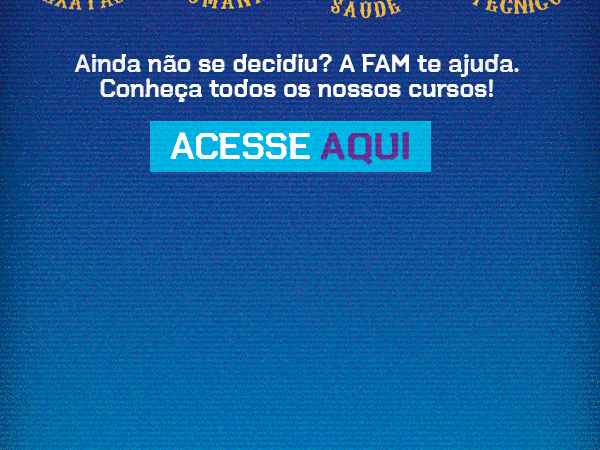 SAÚDE
Ainda não se decidiu? A FAM te ajuda.
Conheça todos os nossos cursos!
ACESSE AQUI